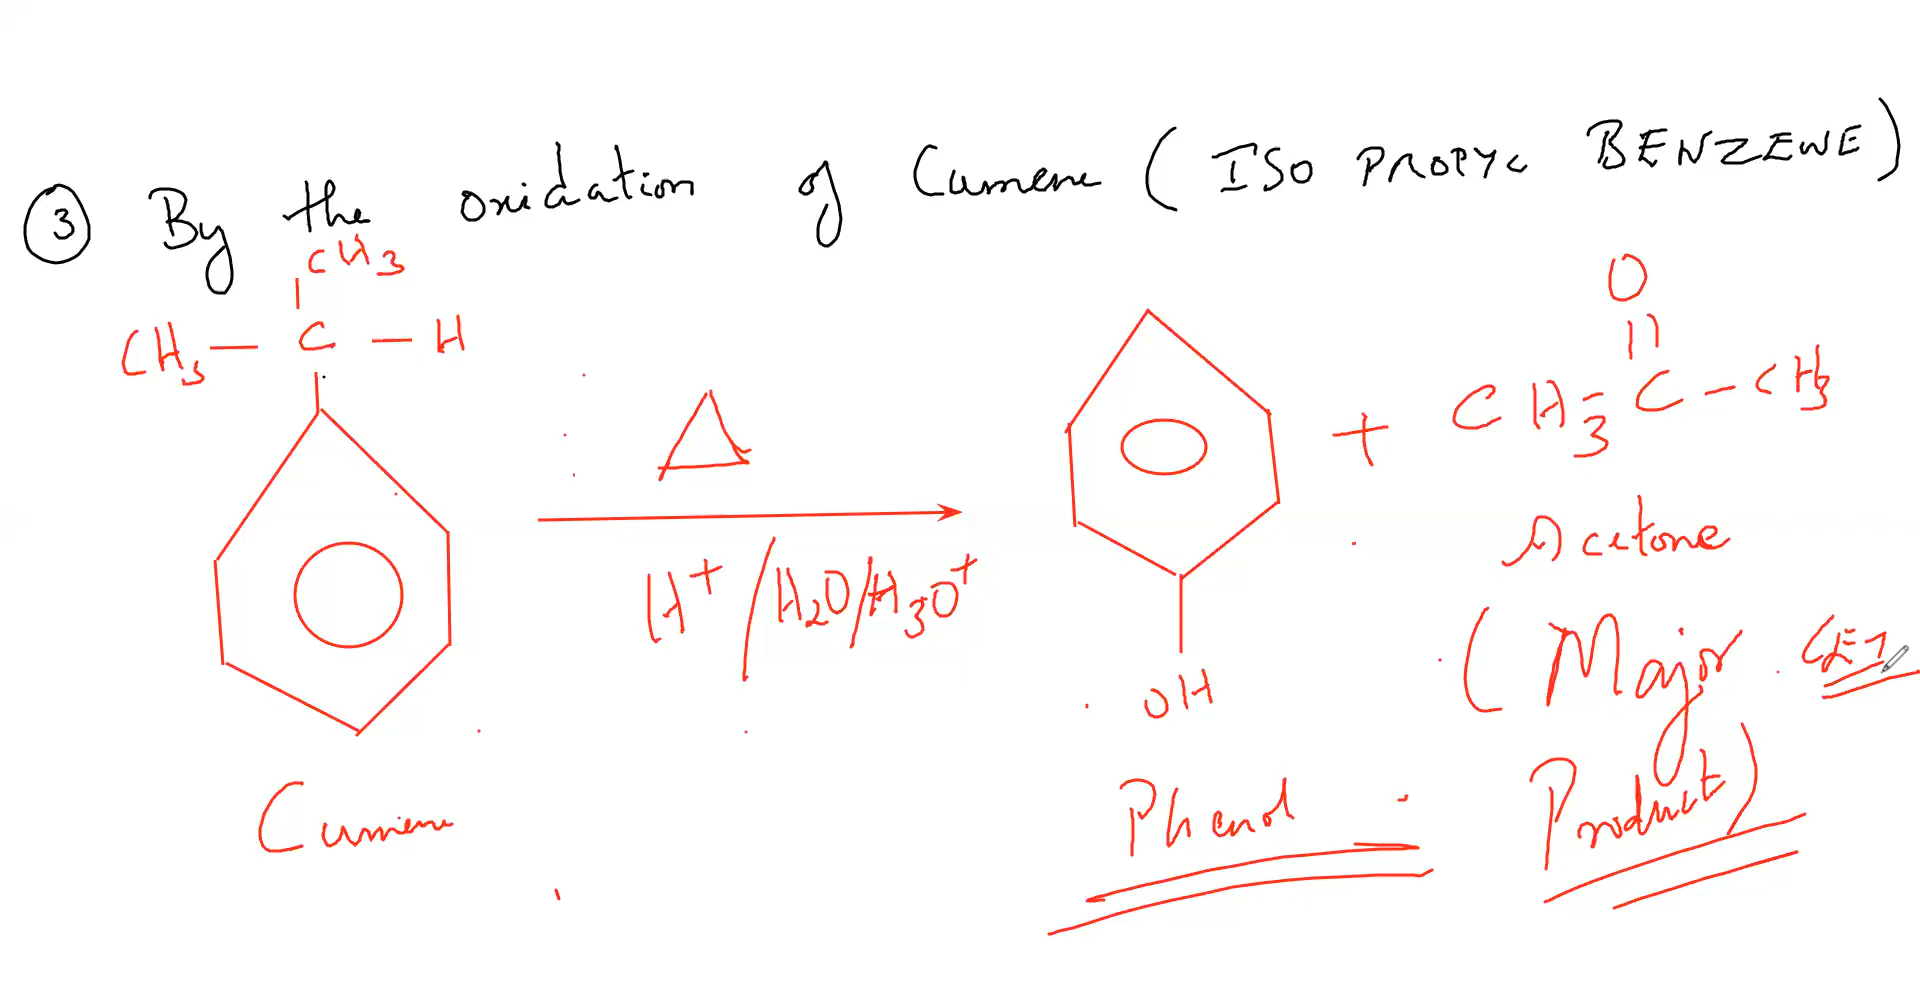 ③ By the oxidation of Cumene (ISO PROPYL BENZENE)
CH3
CH3 — C — H
O
||
CH3 - C - CH3
△
+
H+ / H2O / H3O+
Acetone
OH
(Major
Cumene
Phenol
Product)